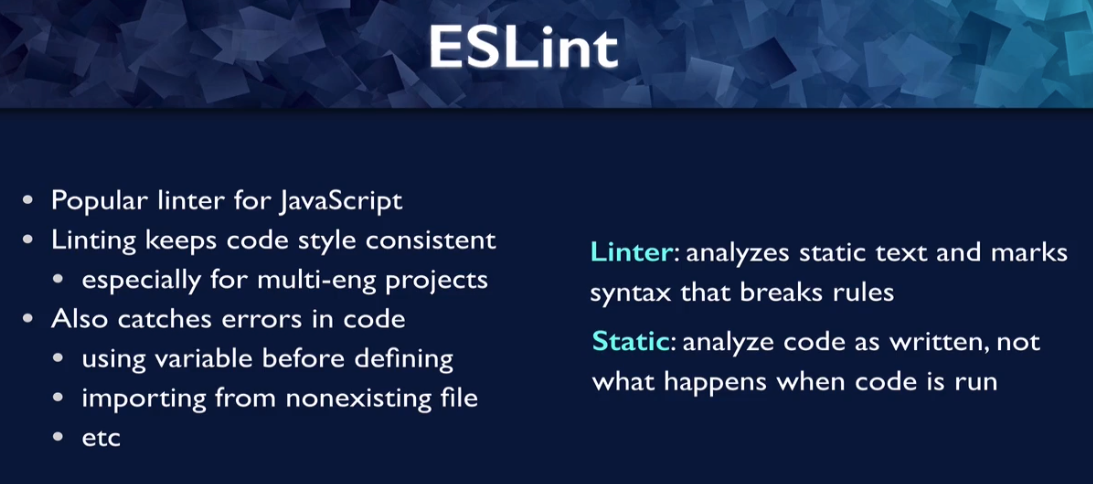 ESLint
• Popular linter for JavaScript
• Linting keeps code style consistent
• especially for multi-eng projects
• Also catches errors in code
• using variable before defining
• importing from nonexisting file
• etc
Linter: analyzes static text and marks
syntax that breaks rules
Static: analyze code as written, not
what happens when code is run